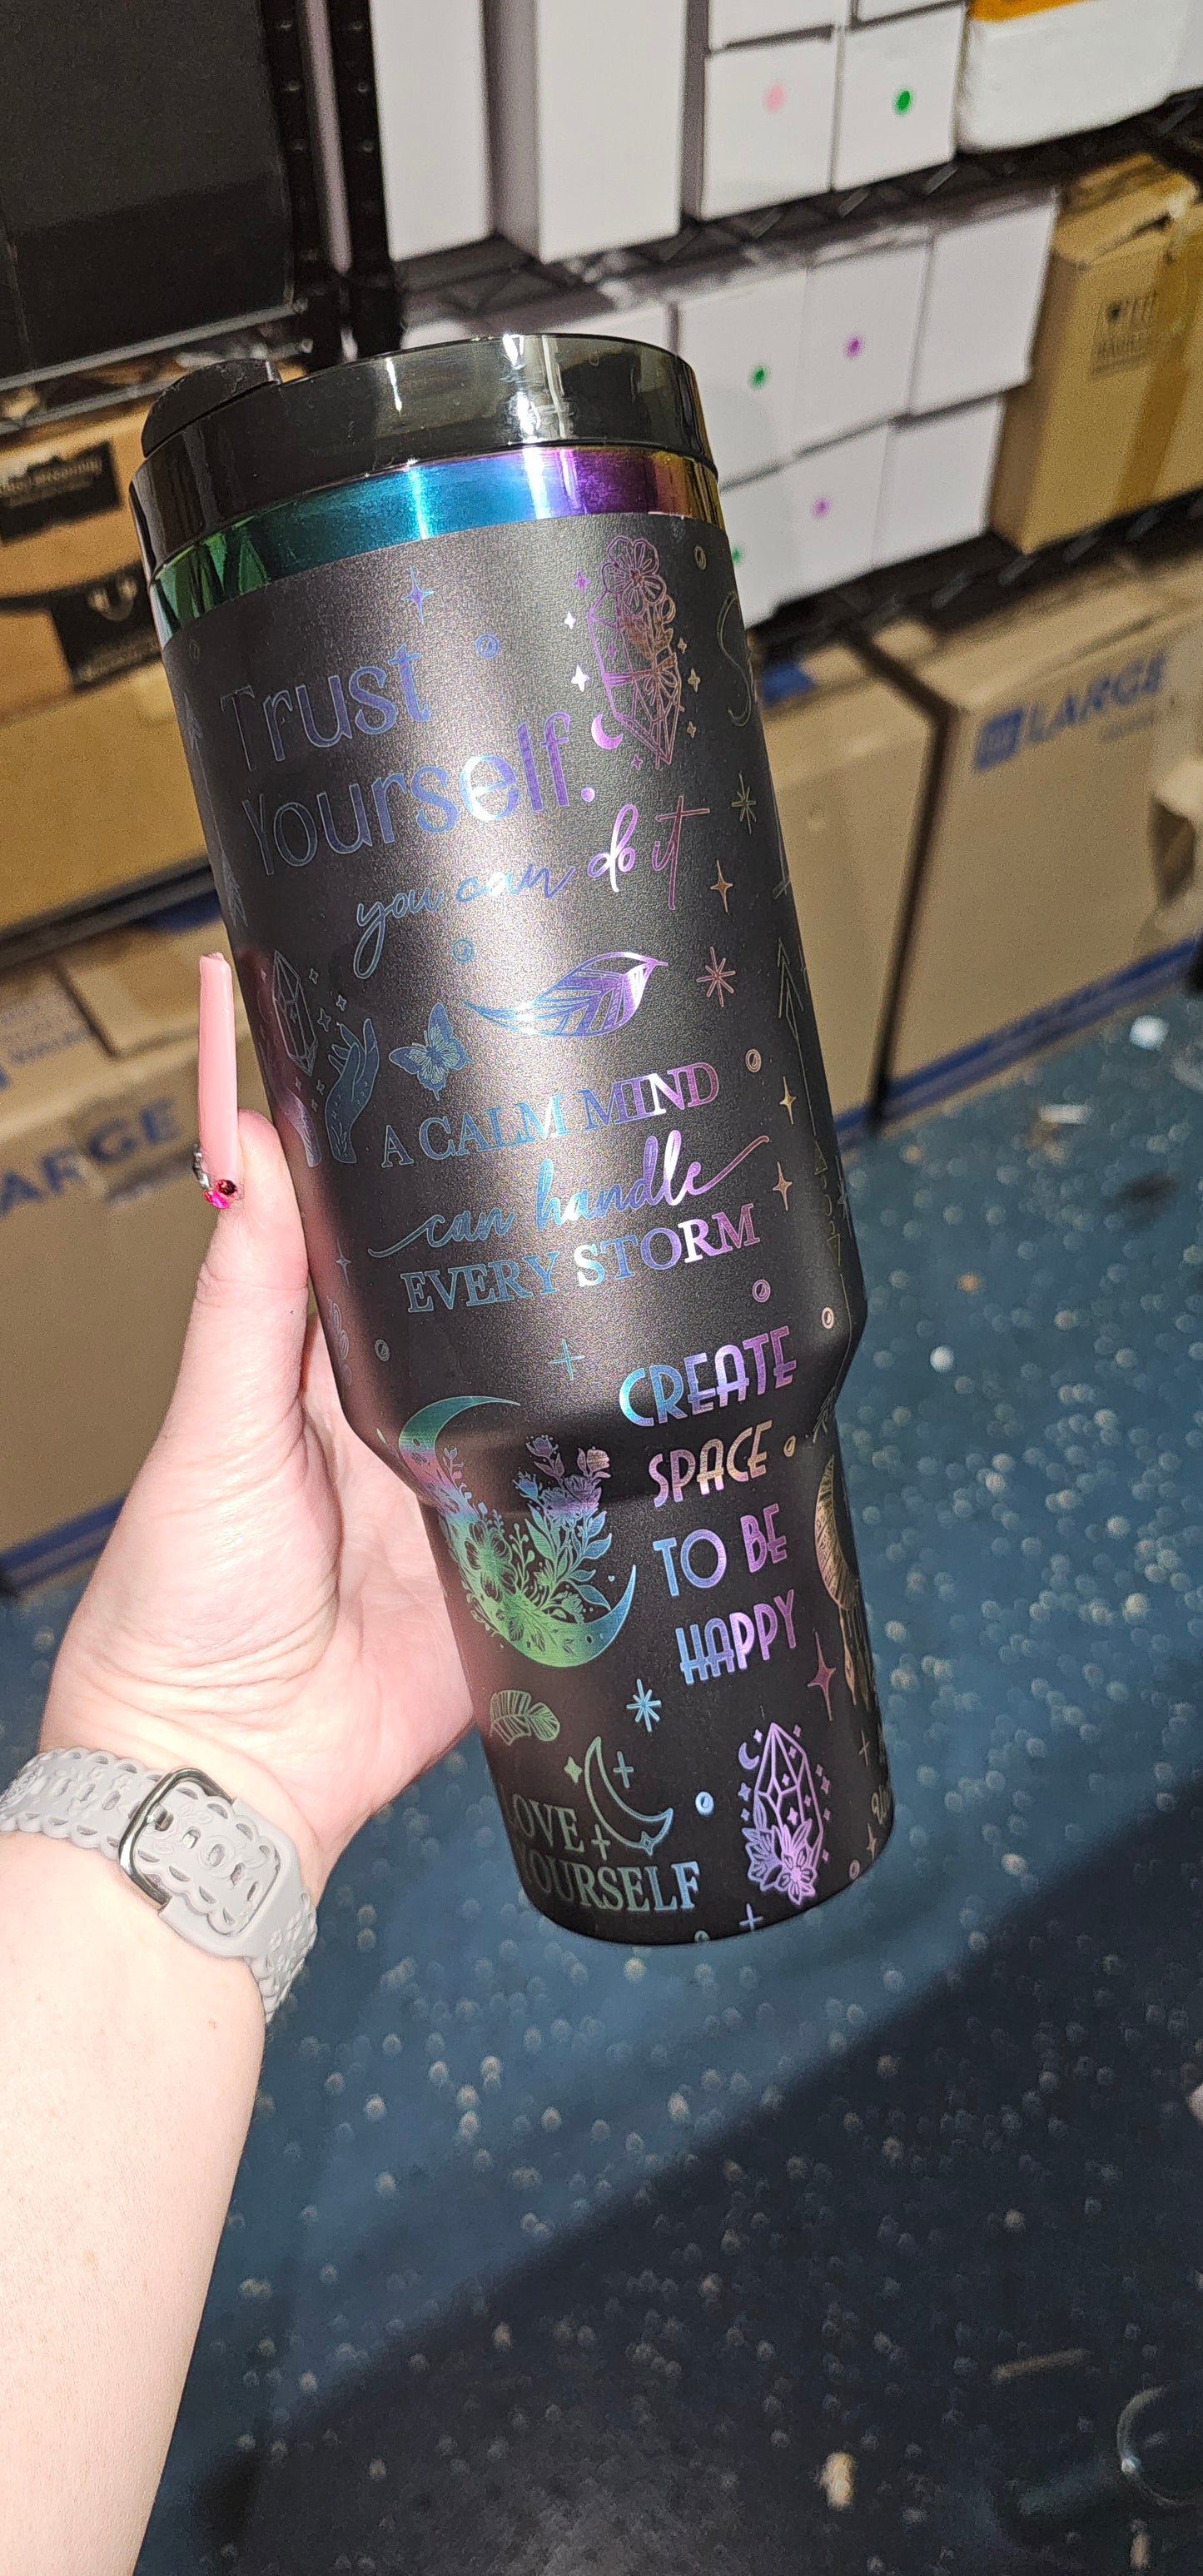 Trust
Yourself.
you can do it
A CALM MIND
can handle
EVERY STORM
CREATE
SPACE
TO BE
HAPPY
LOVE
YOURSELF
LARGE